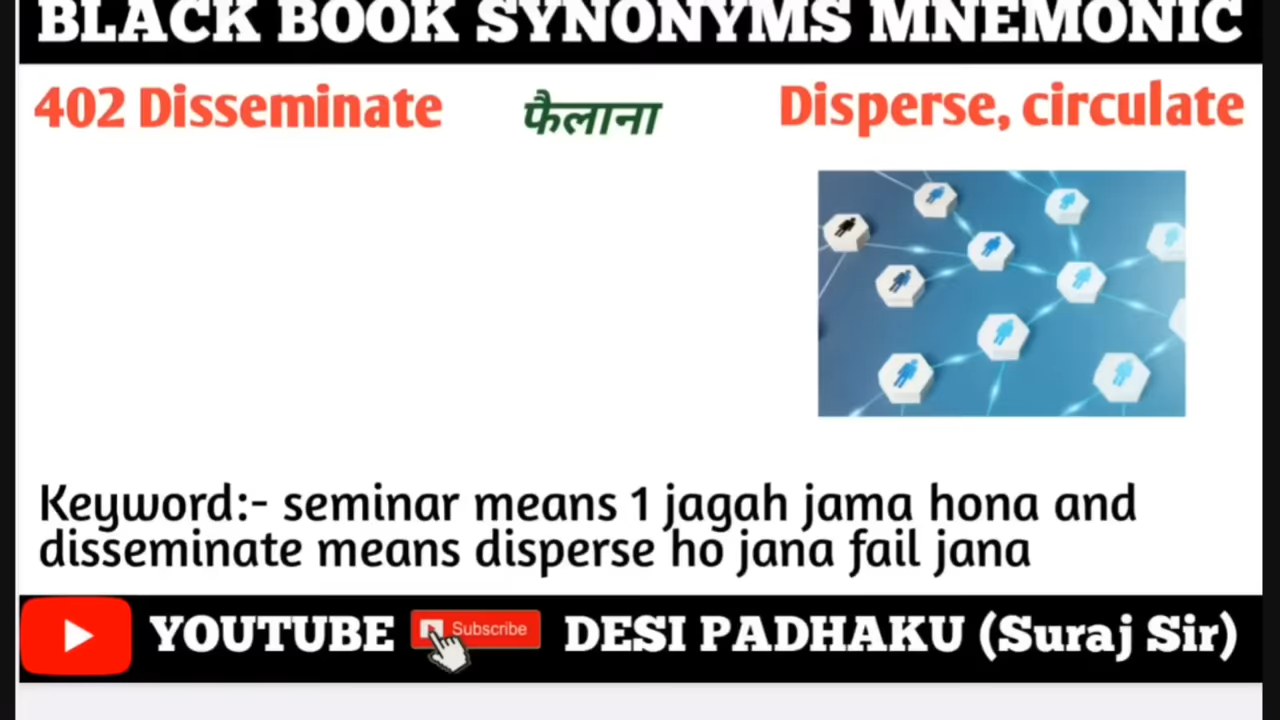 BLACK BOOK SYNONYMS MNEMONIC
402 Disseminate फैलाना Disperse, circulate
Keyword:- seminar means 1 jagah jama hona and
disseminate means disperse ho jana fail jana
YOUTUBE Subscribe DESI PADHAKU (Suraj Sir)